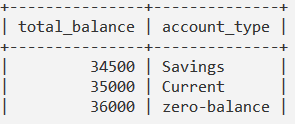 +---------------+--------------+
| total_balance | account_type |
+---------------+--------------+
|         34500 | Savings      |
|         35000 | Current      |
|         36000 | zero-balance |